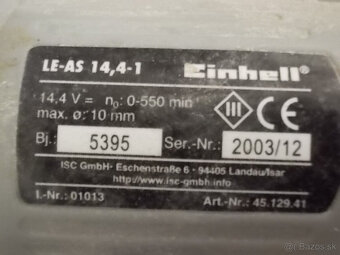 LE-AS 14,4-1 Einhell®
14,4 V = n₀: 0-550 min
max. ø: 10 mm
III CE
Bj.: 5395 Ser.-Nr.: 2003/12
ISC GmbH· Eschenstraße 6 · 94405 Landau/Isar
http://www.isc-gmbh.info
I.-Nr.: 01013 Art.-Nr.: 45.129.41
© Bazos.sk